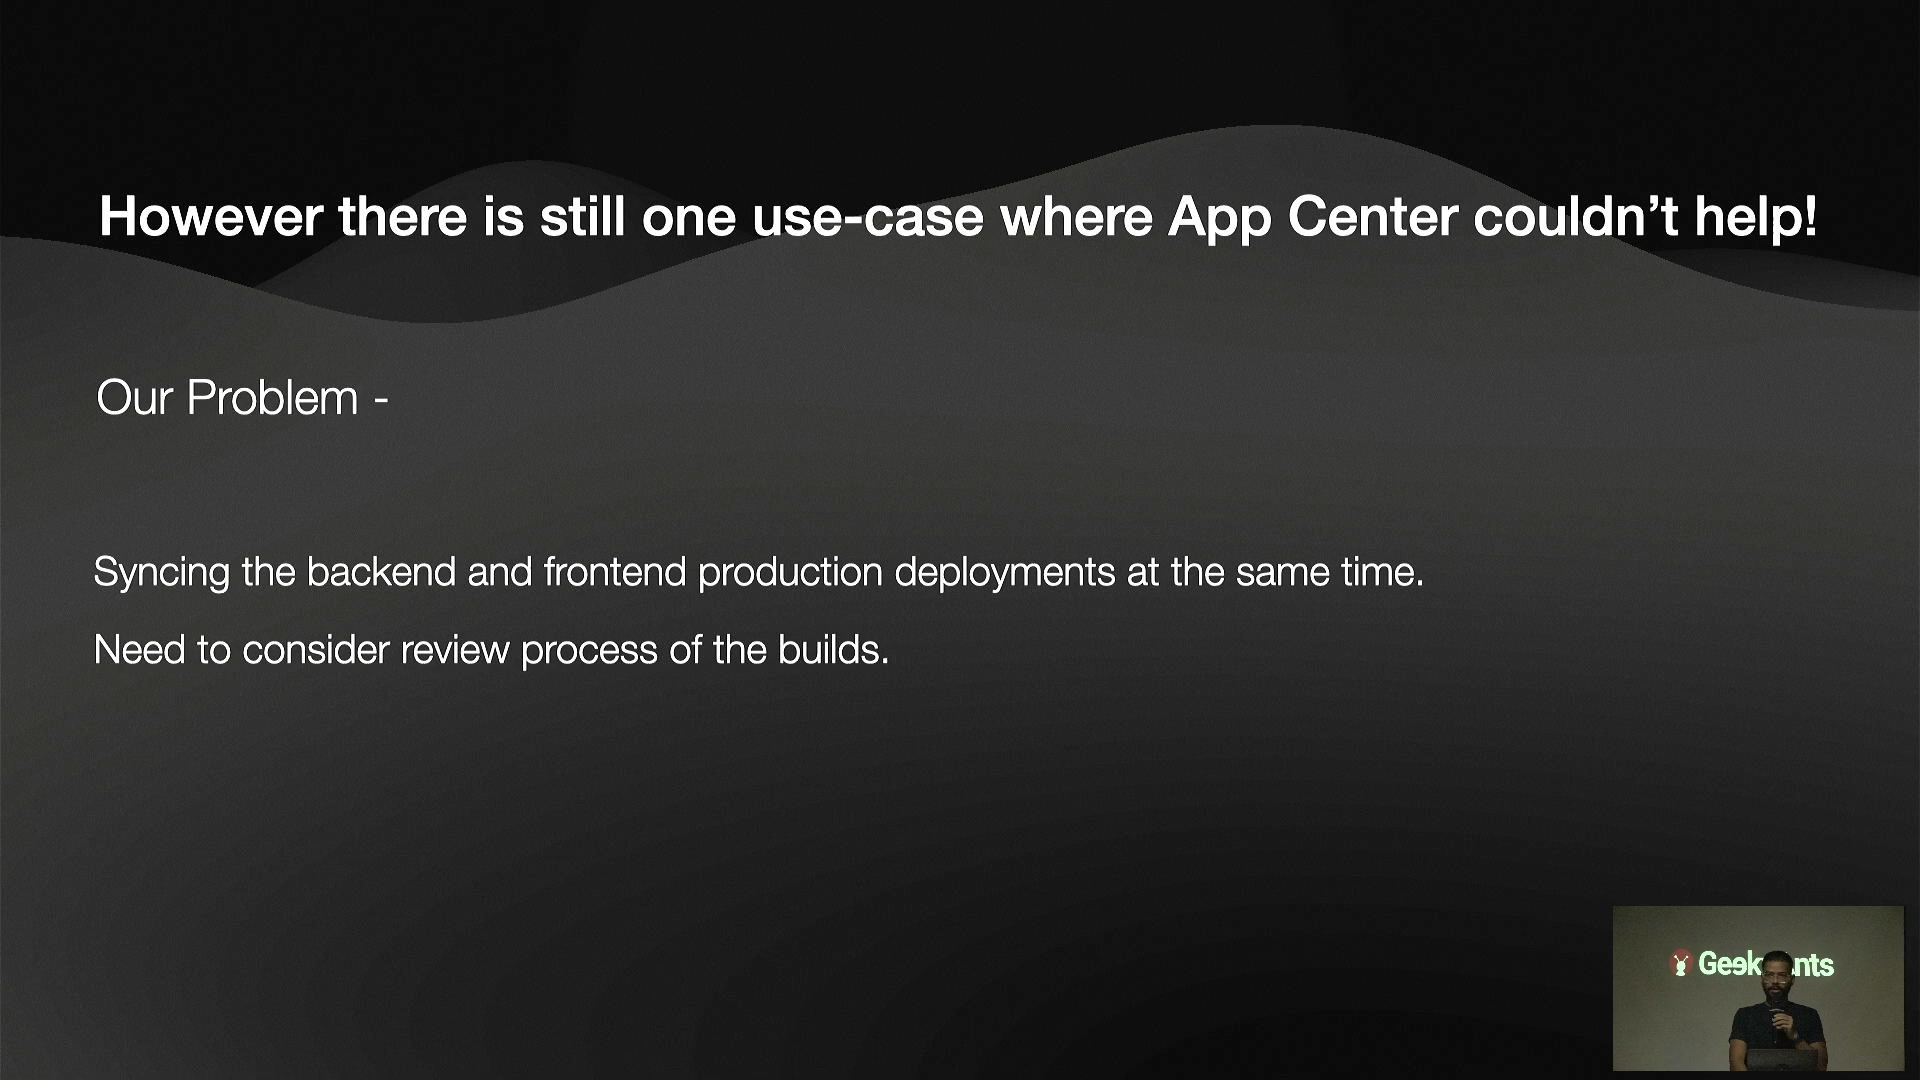 However there is still one use-case where App Center couldn’t help!
Our Problem -
Syncing the backend and frontend production deployments at the same time.
Need to consider review process of the builds.